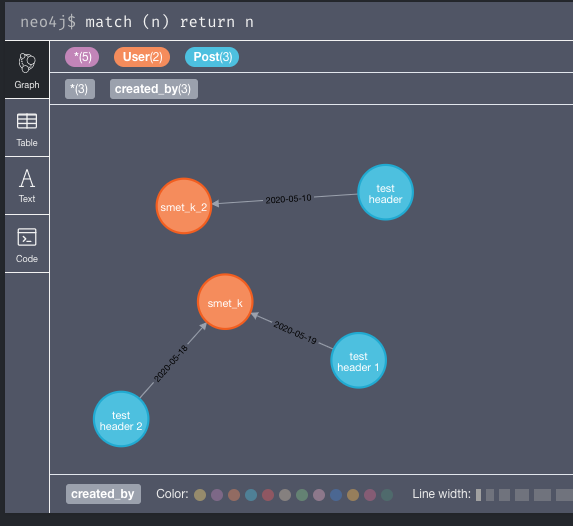 neo4j$ match (n) return n
*(5) User(2) Post(3)
*(3) created_by(3)
Graph
Table
Text
Code
smet_k_2
2020-05-10
test
header
smet_k
2020-05-19
test
header 1
2020-05-18
test
header 2
created_by Color: Line width: